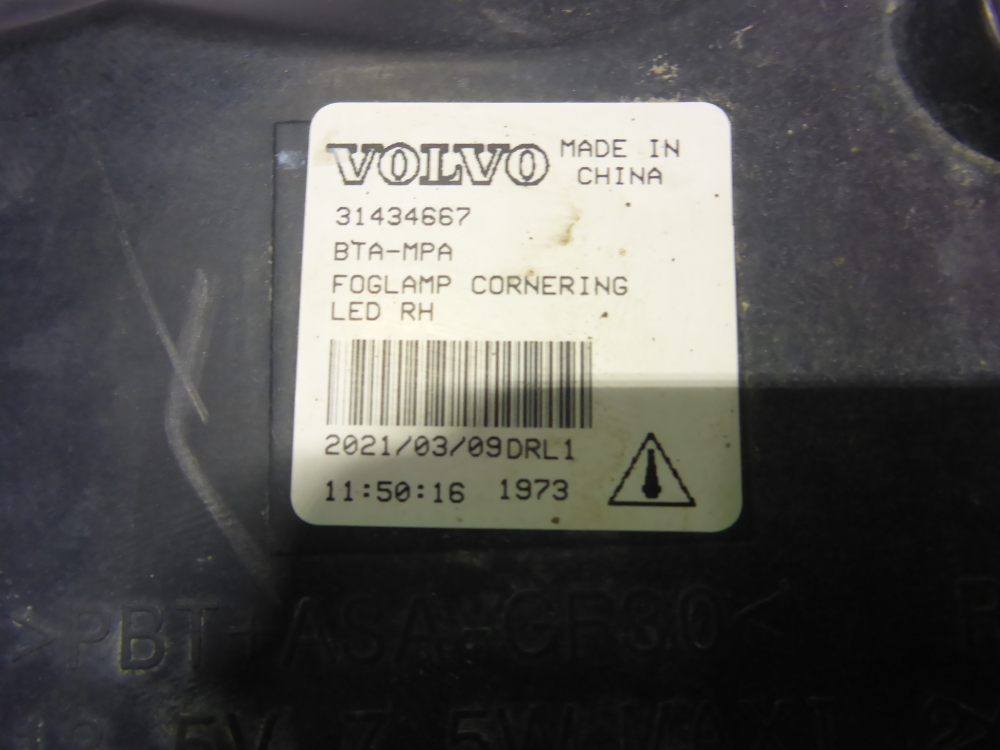 VOLVO MADE IN
CHINA
31434667
BTA-MPA
FOGLAMP CORNERING
LED RH
2021/03/09DRL1
11:50:16 1973
>PBT+ASA-GF30<